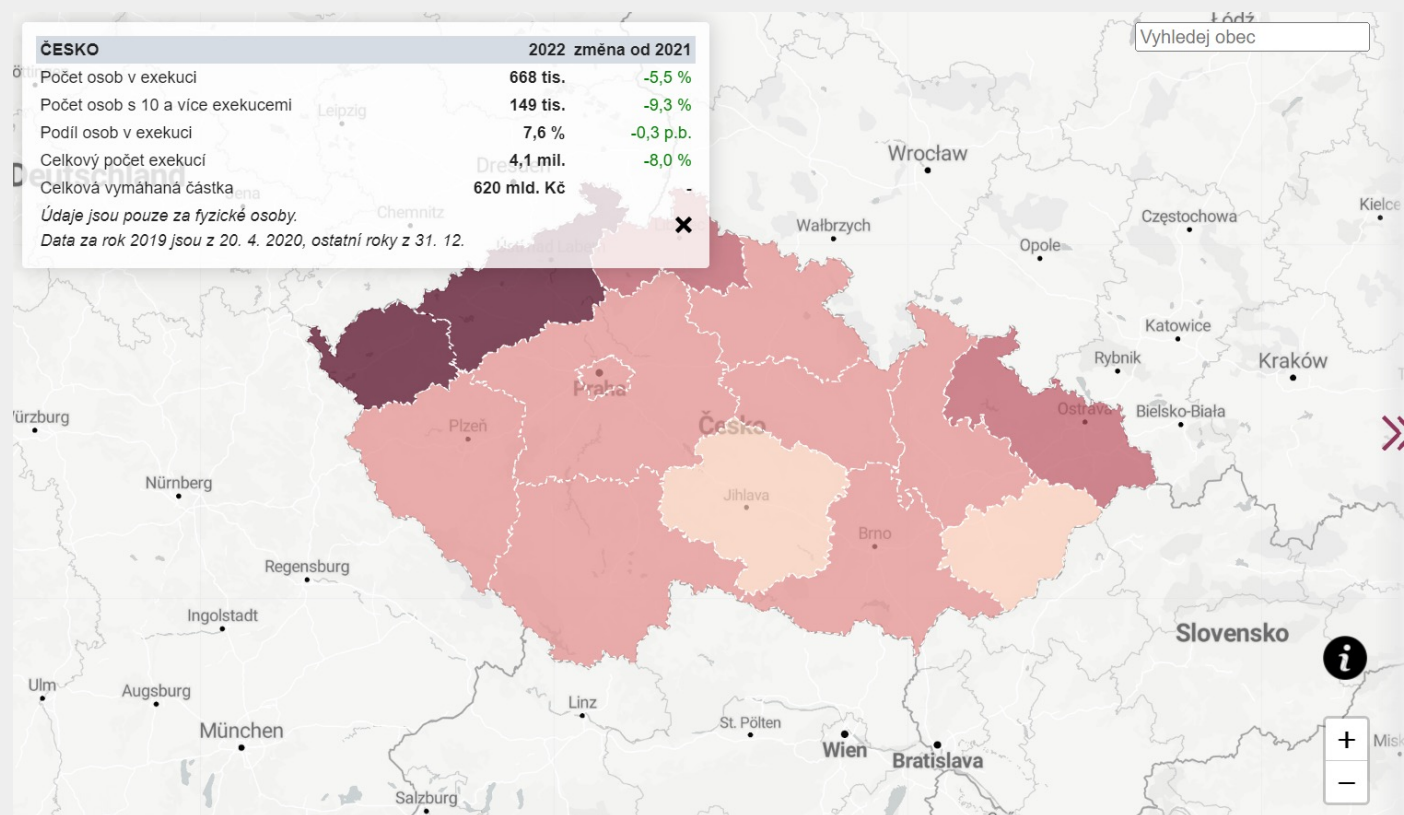 ČESKO 2022 změna od 2021
Počet osob v exekuci 668 tis. -5,5 %
Počet osob s 10 a více exekucemi 149 tis. -9,3 %
Podíl osob v exekuci 7,6 % -0,3 p.b.
Celkový počet exekucí 4,1 mil. -8,0 %
Celková vymáhaná částka 620 mld. Kč -
Údaje jsou pouze za fyzické osoby.
Data za rok 2019 jsou z 20. 4. 2020, ostatní roky z 31. 12.
Vyhledej obec
Łódź
Leipzig
Dresden
Deutschland
Jena
Chemnitz
Ústí nad Labem
Wrocław
Wałbrzych
Częstochowa
Kielce
Opole
Katowice
Rybnik
Kraków
Praha
Česko
Plzeň
Ostrava
Bielsko-Biała
Jihlava
Brno
Nürnberg
Regensburg
Ingolstadt
Slovensko
i
Ulm
Augsburg
München
Linz
St. Pölten
Wien
Bratislava
Salzburg
+
−